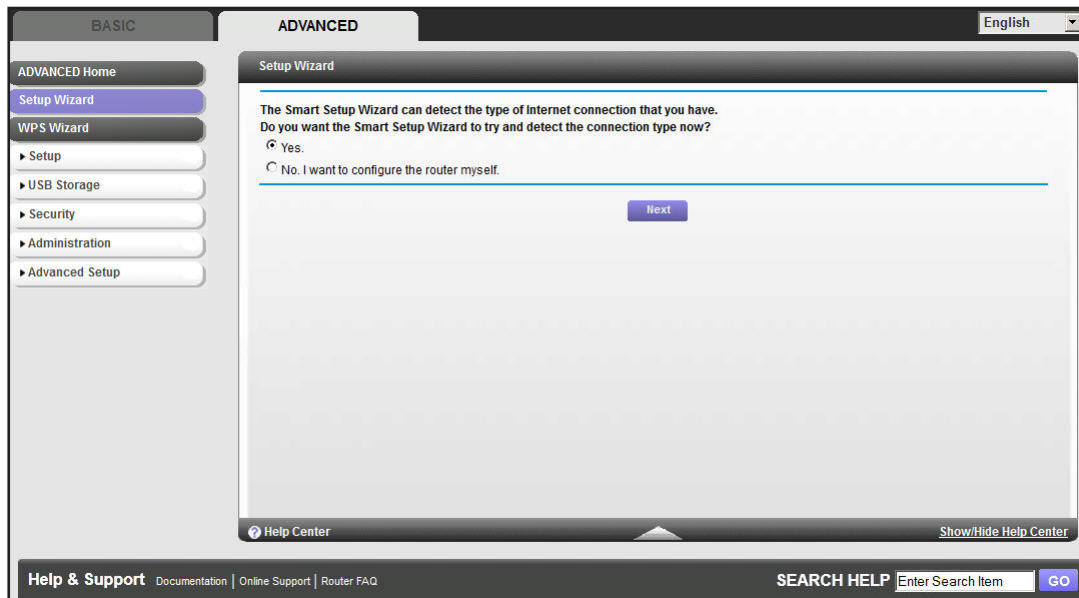 BASIC
ADVANCED
English
ADVANCED Home
Setup Wizard
WPS Wizard
Setup
USB Storage
Security
Administration
Advanced Setup
Setup Wizard
The Smart Setup Wizard can detect the type of Internet connection that you have.
Do you want the Smart Setup Wizard to try and detect the connection type now?
Yes.
No. I want to configure the router myself.
Next
? Help Center
Show/Hide Help Center
Help & Support Documentation | Online Support | Router FAQ
SEARCH HELP Enter Search Item GO